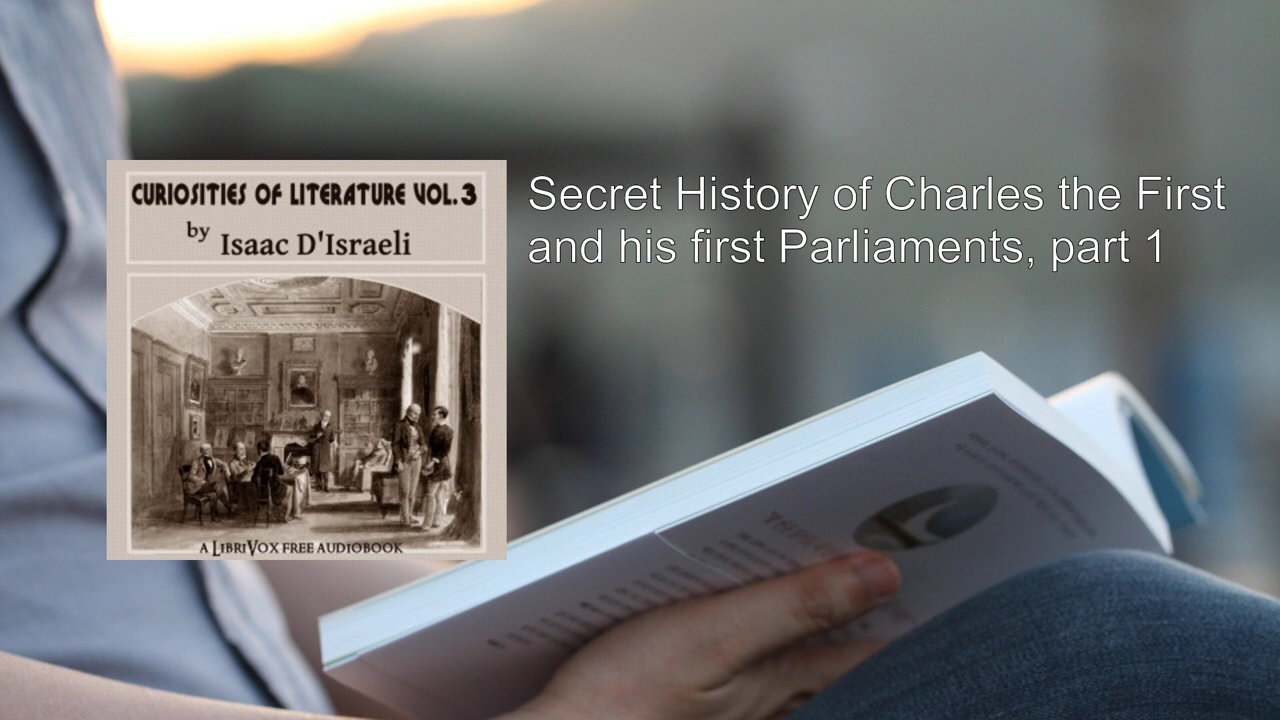 CURIOSITIES OF LITERATURE VOL.3
by Isaac D'Israeli
A LIBRIVOX FREE AUDIOBOOK
Secret History of Charles the First
and his first Parliaments, part 1